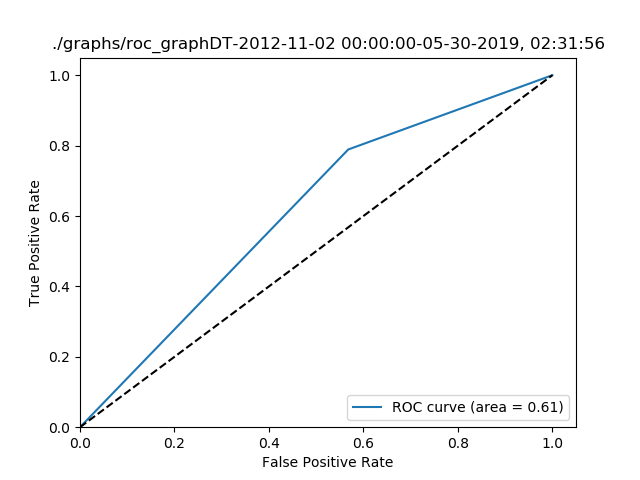 ./graphs/roc_graphDT-2012-11-02 00:00:00-05-30-2019, 02:31:56
1.0
0.8
0.6
0.4
0.2
0.0
True Positive Rate
ROC curve (area = 0.61)
0.0 0.2 0.4 0.6 0.8 1.0
False Positive Rate